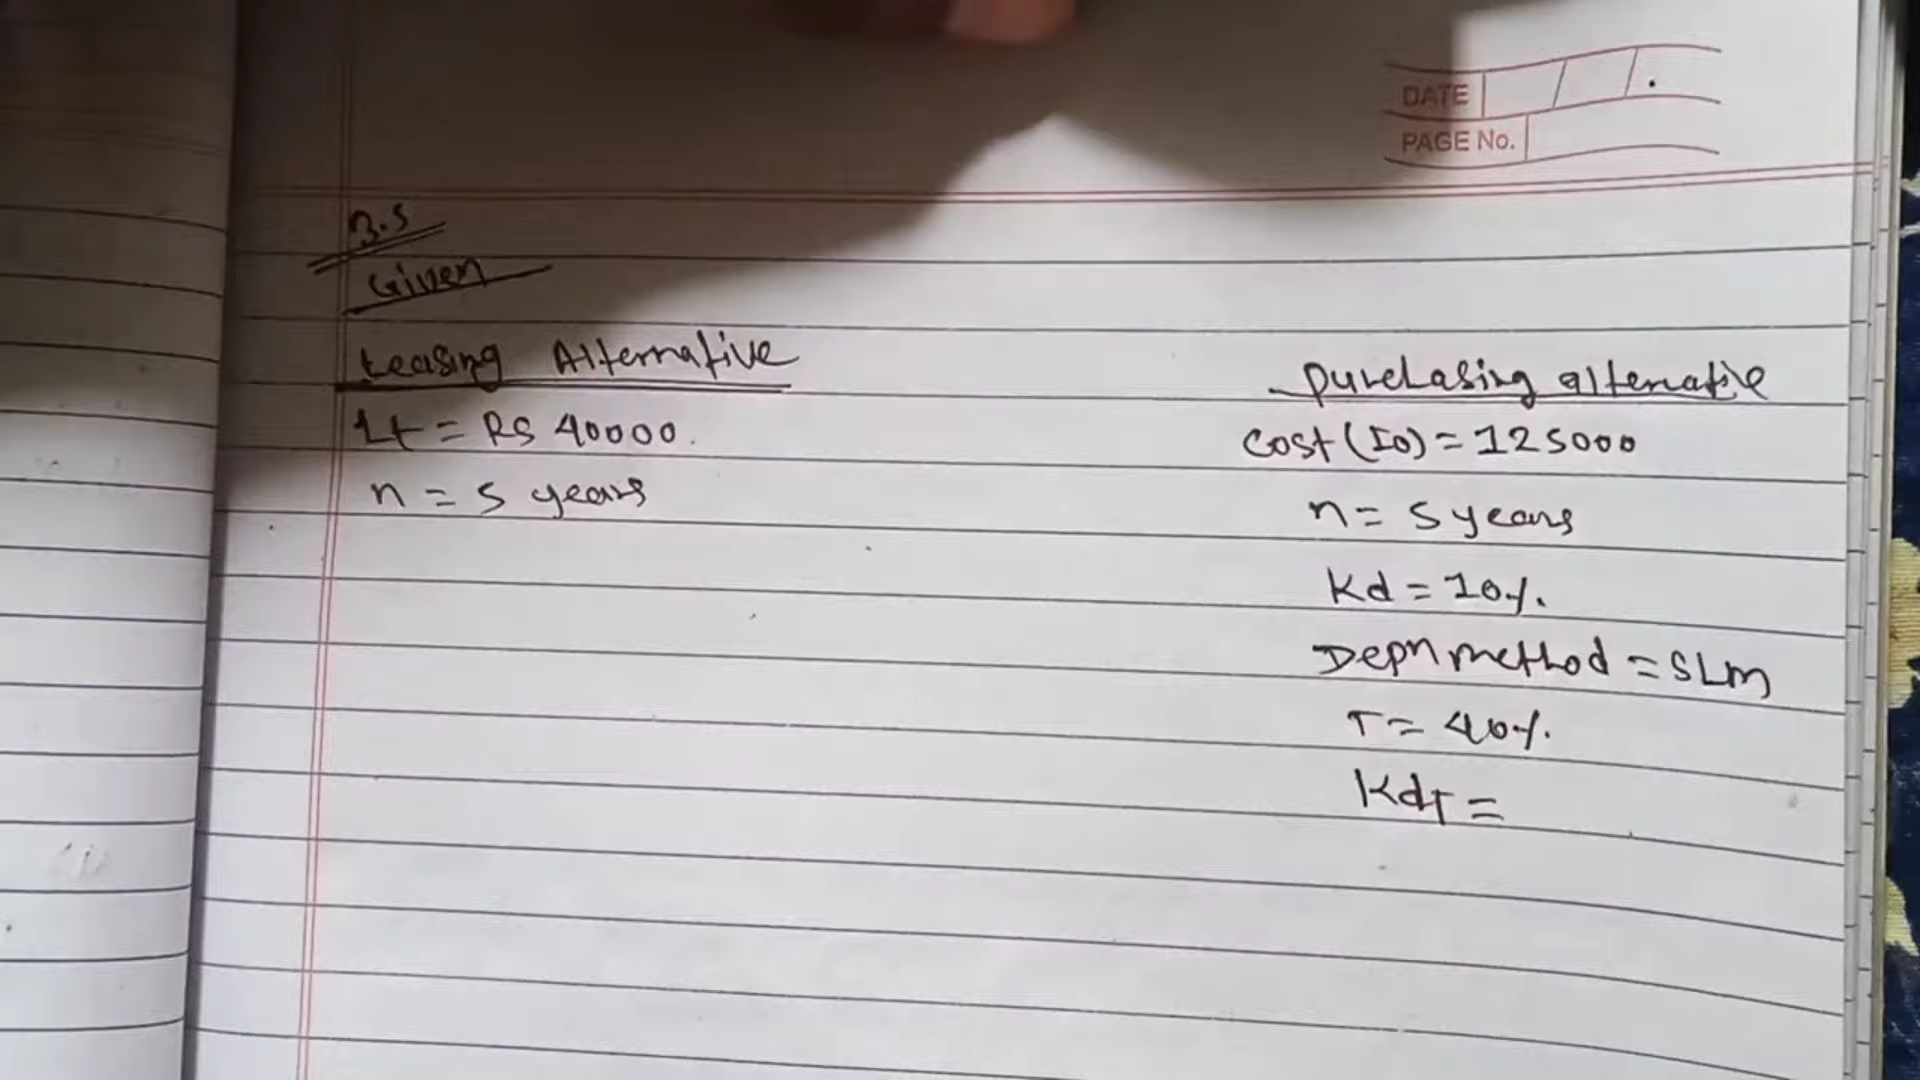 DATE
PAGE No.
3.5
Given
Leasing Alternative
Lt = RS 40000.
n = 5 years
purchasing alternative
Cost (I0) = 125000
n = 5 years
Kd = 10%.
Depn method = SLM
T = 40%.
KdT =